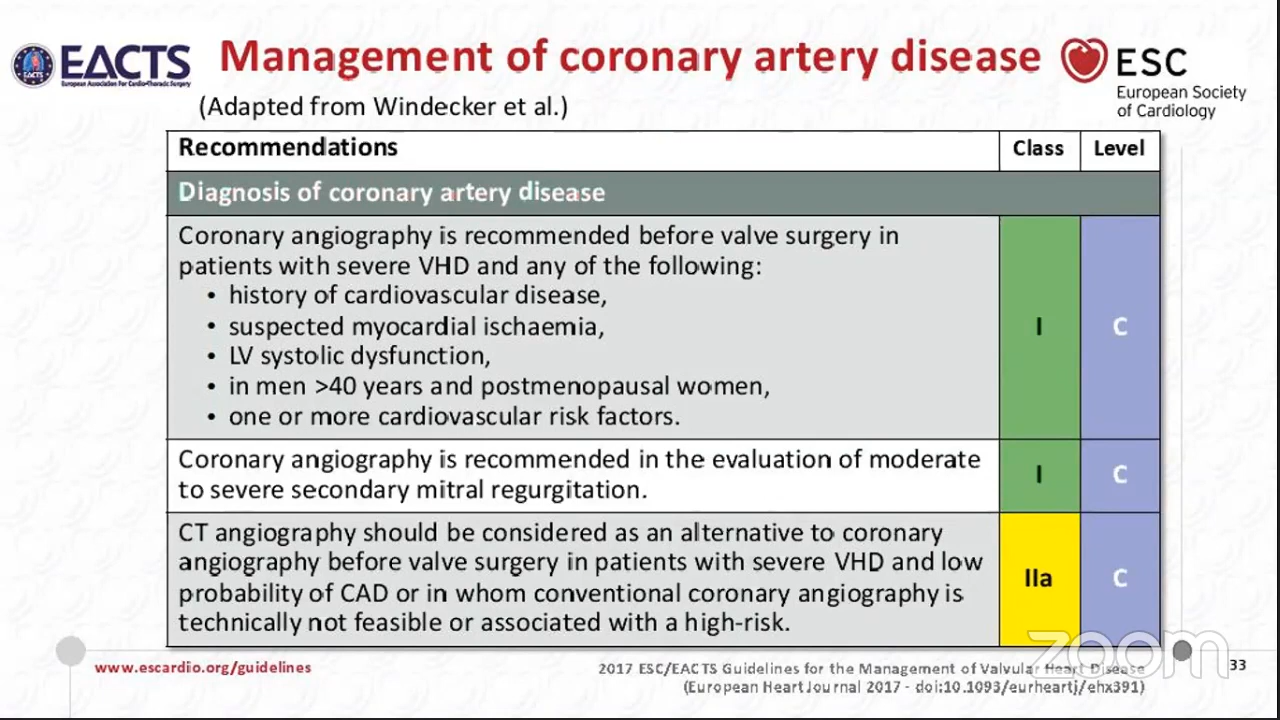 EACTS
European Association For Cardio-Thoracic Surgery
Management of coronary artery disease
ESC
European Society
of Cardiology
(Adapted from Windecker et al.)
Recommendations Class Level
Diagnosis of coronary artery disease
Coronary angiography is recommended before valve surgery in
patients with severe VHD and any of the following:
• history of cardiovascular disease,
• suspected myocardial ischaemia,
• LV systolic dysfunction,
• in men >40 years and postmenopausal women,
• one or more cardiovascular risk factors.
I C
Coronary angiography is recommended in the evaluation of moderate
to severe secondary mitral regurgitation.
I C
CT angiography should be considered as an alternative to coronary
angiography before valve surgery in patients with severe VHD and low
probability of CAD or in whom conventional coronary angiography is
technically not feasible or associated with a high-risk.
IIa C
zoom
www.escardio.org/guidelines
2017 ESC/EACTS Guidelines for the Management of Valvular Heart Disease
(European Heart Journal 2017 - doi:10.1093/eurheartj/ehx391)
33